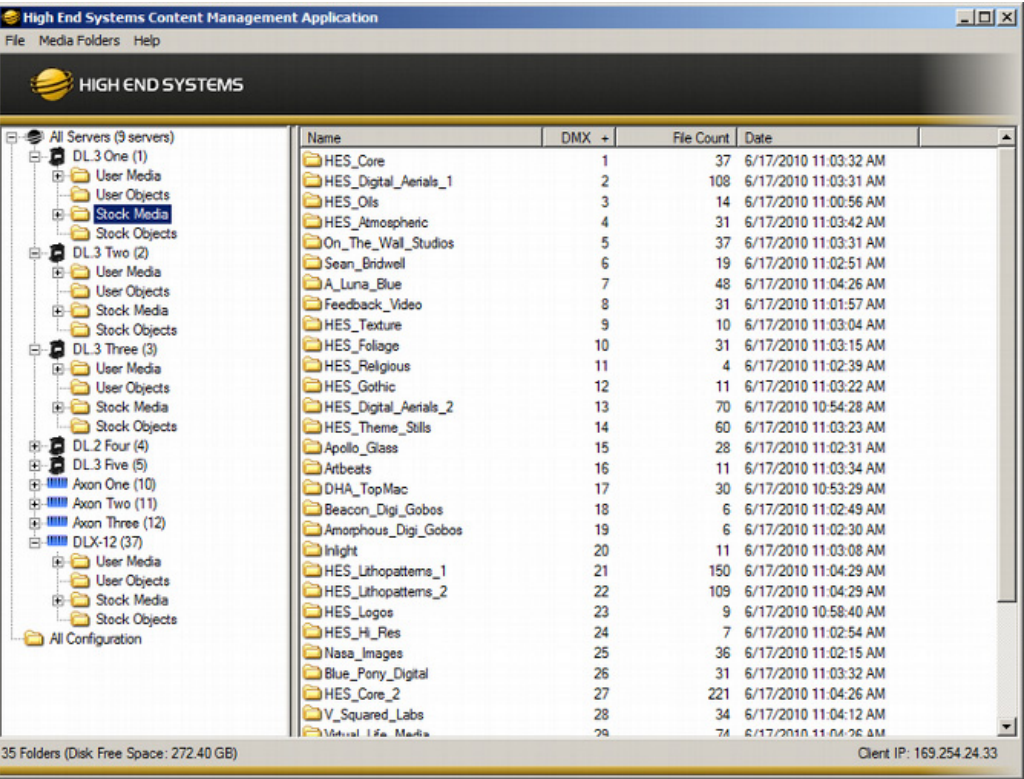 High End Systems Content Management Application
File Media Folders Help
HIGH END SYSTEMS
All Servers (9 servers)
DL.3 One (1)
User Media
User Objects
Stock Media
Stock Objects
DL.3 Two (2)
User Media
User Objects
Stock Media
Stock Objects
DL.3 Three (3)
User Media
User Objects
Stock Media
Stock Objects
DL.2 Four (4)
DL.3 Five (5)
Axon One (10)
Axon Two (11)
Axon Three (12)
DLX-12 (37)
User Media
User Objects
Stock Media
Stock Objects
All Configuration
Name DMX + File Count Date
HES_Core 1 37 6/17/2010 11:03:32 AM
HES_Digital_Aerials_1 2 108 6/17/2010 11:03:31 AM
HES_Oils 3 14 6/17/2010 11:00:56 AM
HES_Atmospheric 4 31 6/17/2010 11:03:42 AM
On_The_Wall_Studios 5 37 6/17/2010 11:03:31 AM
Sean_Bridwell 6 19 6/17/2010 11:02:51 AM
A_Luna_Blue 7 48 6/17/2010 11:04:26 AM
Feedback_Video 8 31 6/17/2010 11:01:57 AM
HES_Texture 9 10 6/17/2010 11:03:04 AM
HES_Foliage 10 31 6/17/2010 11:03:15 AM
HES_Religious 11 4 6/17/2010 11:02:39 AM
HES_Gothic 12 11 6/17/2010 11:03:22 AM
HES_Digital_Aerials_2 13 70 6/17/2010 10:54:28 AM
HES_Theme_Stills 14 60 6/17/2010 11:03:23 AM
Apollo_Glass 15 28 6/17/2010 11:02:31 AM
Artbeats 16 11 6/17/2010 11:03:34 AM
DHA_TopMac 17 30 6/17/2010 10:53:29 AM
Beacon_Digi_Gobos 18 6 6/17/2010 11:02:49 AM
Amorphous_Digi_Gobos 19 6 6/17/2010 11:02:30 AM
Inlight 20 11 6/17/2010 11:03:08 AM
HES_Lithopatterns_1 21 150 6/17/2010 11:04:29 AM
HES_Lithopatterns_2 22 109 6/17/2010 11:04:29 AM
HES_Logos 23 9 6/17/2010 10:58:40 AM
HES_Hi_Res 24 7 6/17/2010 11:02:54 AM
Nasa_Images 25 36 6/17/2010 11:02:15 AM
Blue_Pony_Digital 26 31 6/17/2010 11:03:32 AM
HES_Core_2 27 221 6/17/2010 11:04:26 AM
V_Squared_Labs 28 34 6/17/2010 11:04:12 AM
Virtual_Life_Media 29 74 6/17/2010 11:04:26 AM
35 Folders (Disk Free Space: 272.40 GB)
Client IP: 169.254.24.33